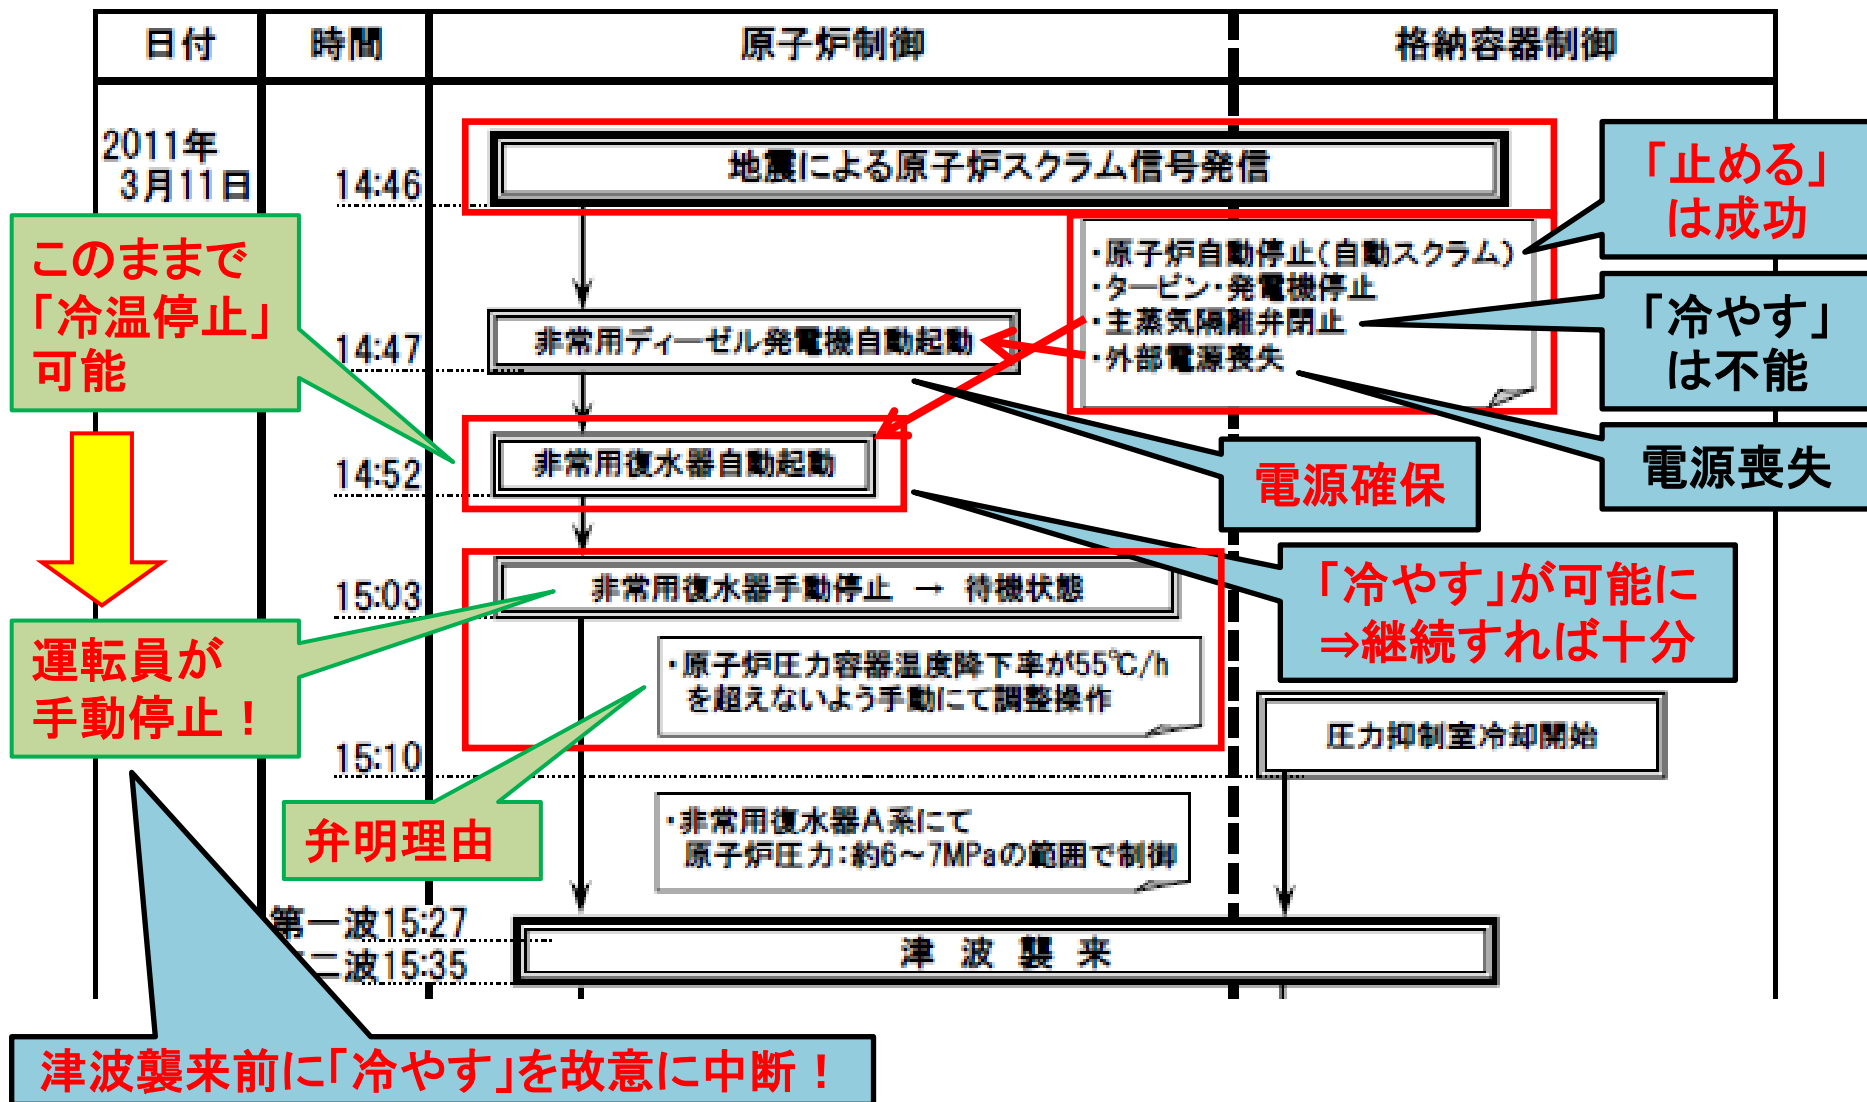 日付
時間
原子炉制御
格納容器制御
2011年
3月11日
14:46
地震による原子炉スクラム信号発信
「止める」
は成功
・原子炉自動停止(自動スクラム)
・タービン・発電機停止
・主蒸気隔離弁閉止
・外部電源喪失
「冷やす」
は不能
電源喪失
このままで
「冷温停止」
可能
14:47
非常用ディーゼル発電機自動起動
電源確保
14:52
非常用復水器自動起動
「冷やす」が可能に
⇒継続すれば十分
15:03
非常用復水器手動停止 → 待機状態
運転員が
手動停止！
・原子炉圧力容器温度降下率が55℃/h
を超えないよう手動にて調整操作
弁明理由
15:10
圧力抑制室冷却開始
・非常用復水器A系にて
原子炉圧力:約6～7MPaの範囲で制御
第一波15:27
二波15:35
津波襲来
津波襲来前に「冷やす」を故意に中断！